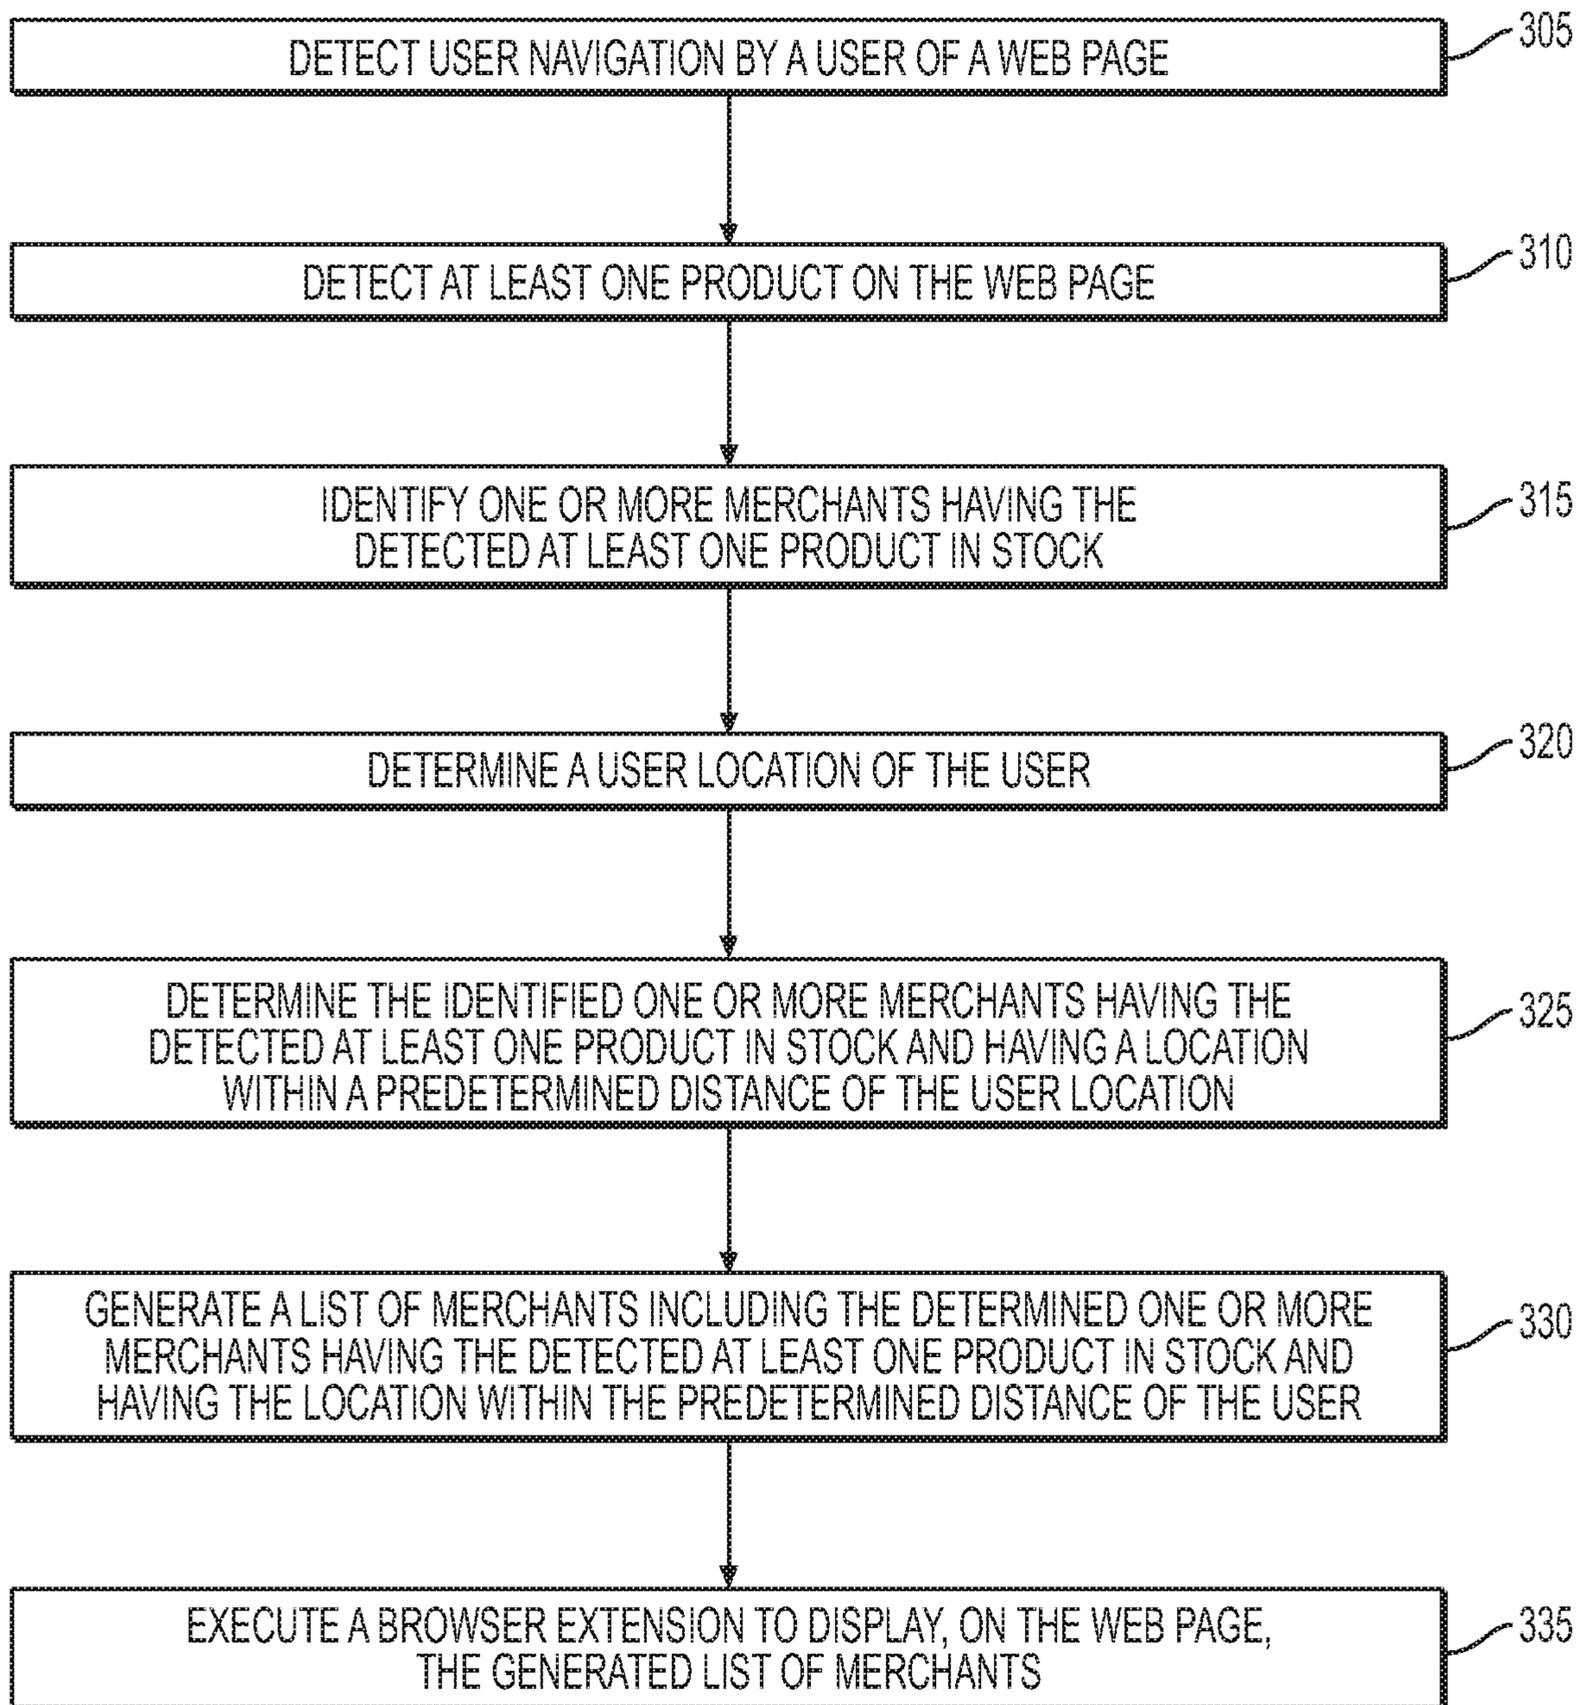 DETECT USER NAVIGATION BY A USER OF A WEB PAGE
305
DETECT AT LEAST ONE PRODUCT ON THE WEB PAGE
310
IDENTIFY ONE OR MORE MERCHANTS HAVING THE
DETECTED AT LEAST ONE PRODUCT IN STOCK
315
DETERMINE A USER LOCATION OF THE USER
320
DETERMINE THE IDENTIFIED ONE OR MORE MERCHANTS HAVING THE
DETECTED AT LEAST ONE PRODUCT IN STOCK AND HAVING A LOCATION
WITHIN A PREDETERMINED DISTANCE OF THE USER LOCATION
325
GENERATE A LIST OF MERCHANTS INCLUDING THE DETERMINED ONE OR MORE
MERCHANTS HAVING THE DETECTED AT LEAST ONE PRODUCT IN STOCK AND
HAVING THE LOCATION WITHIN THE PREDETERMINED DISTANCE OF THE USER
330
EXECUTE A BROWSER EXTENSION TO DISPLAY, ON THE WEB PAGE,
THE GENERATED LIST OF MERCHANTS
335